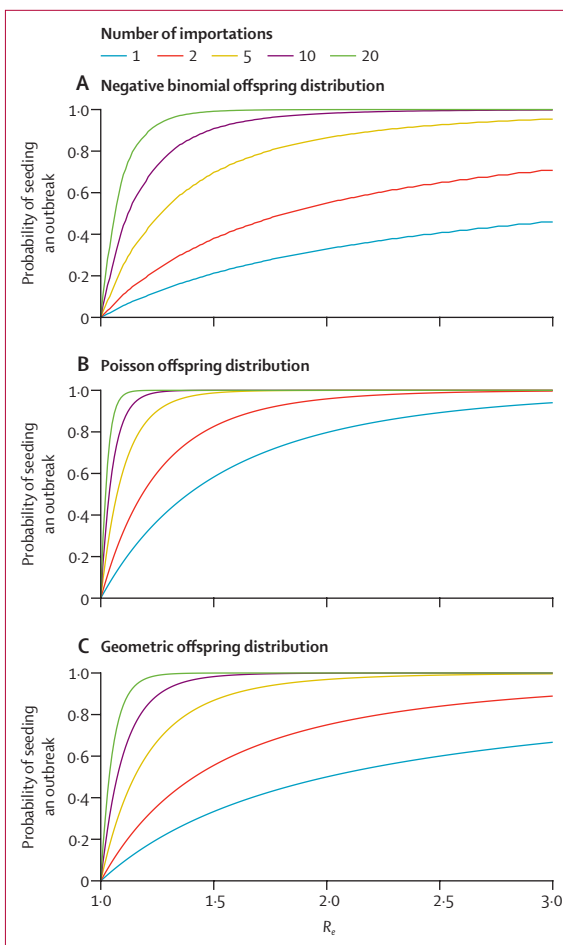 Number of importations
1 2 5 10 20
A Negative binomial offspring distribution
1·0
0·8
0·6
0·4
0·2
0
Probability of seeding
an outbreak
B Poisson offspring distribution
1·0
0·8
0·6
0·4
0·2
0
Probability of seeding
an outbreak
C Geometric offspring distribution
1·0
0·8
0·6
0·4
0·2
0
Probability of seeding
an outbreak
1·0 1·5 2·0 2·5 3·0
Re